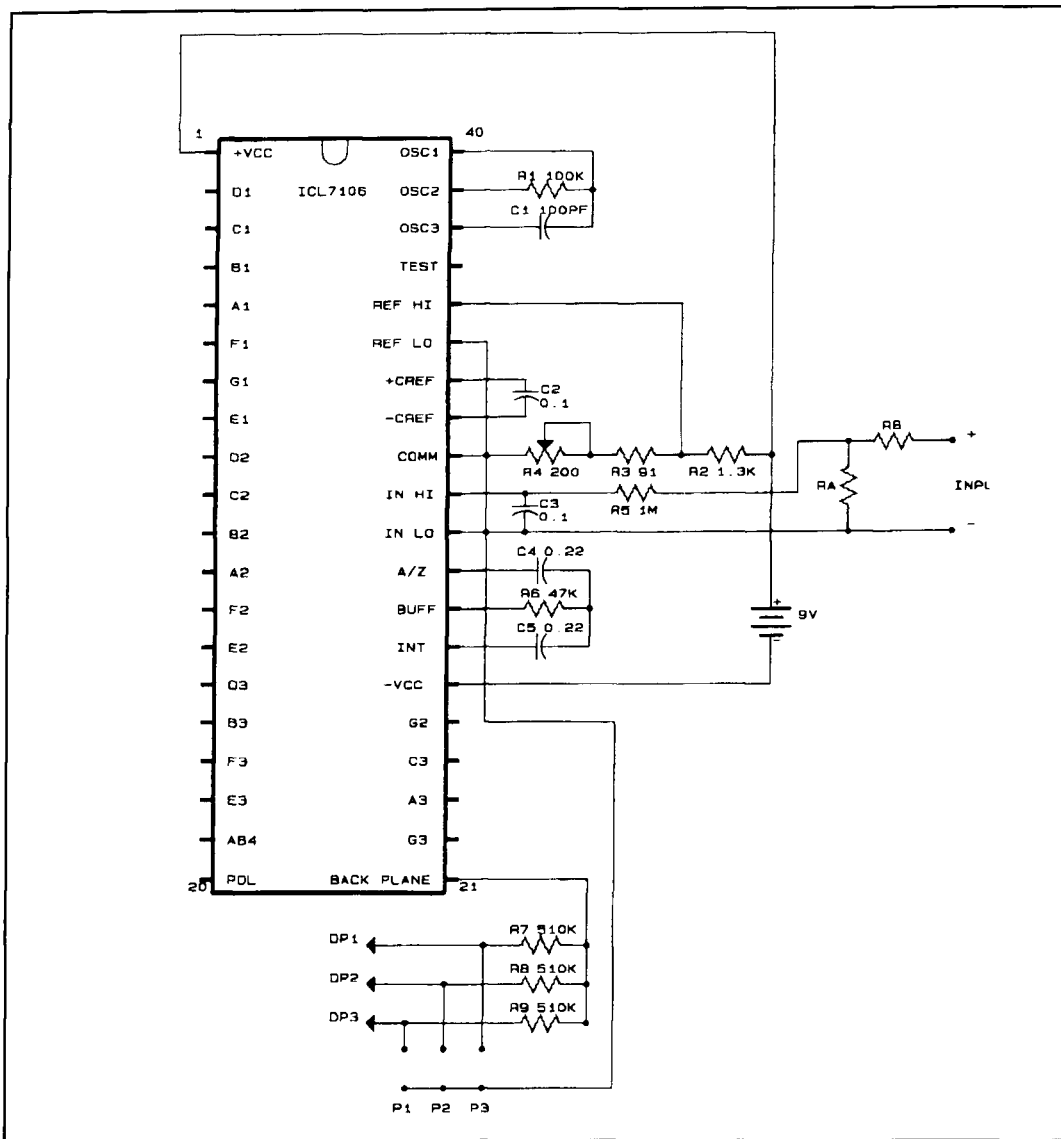 1 40
+VCC OSC1
D1 ICL7106 OSC2 R1 100K
C1 100PF
C1 OSC3
B1 TEST
A1 REF HI
F1 REF LO
G1 +CREF
C2
0.1
E1 -CREF
D2 COMM
R4 200 R3 91 R2 1.3K
RB +
C2 IN HI
C3
0.1
R5 1M
RA
INPU
B2 IN LO -
C4 0.22
A2 A/Z
R6 47K
F2 BUFF
C5 0.22
E2 INT
+
9V
-
D3 -VCC
B3 G2
F3 C3
E3 A3
AB4 G3
20 POL BACK PLANE 21
DP1 R7 510K
DP2 R8 510K
DP3 R9 510K
P1 P2 P3